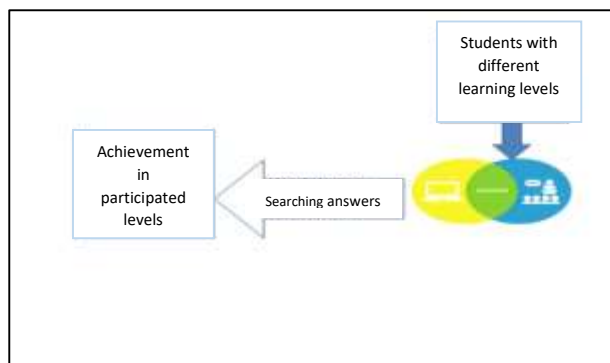 Students with
different
learning levels
Achievement
in
participated
levels
Searching answers